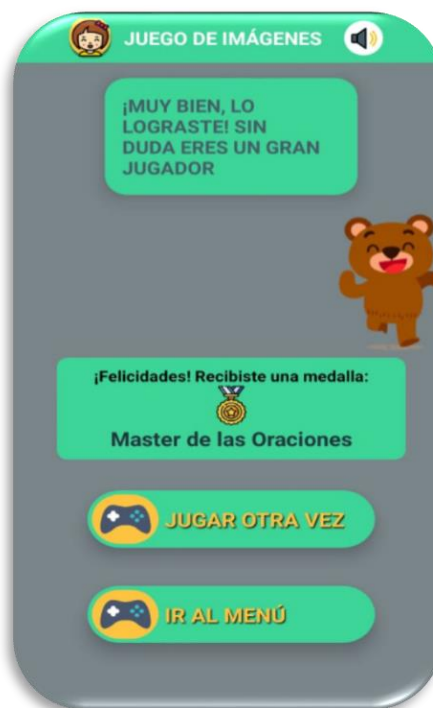 JUEGO DE IMÁGENES
¡MUY BIEN, LO
LOGRASTE! SIN
DUDA ERES UN GRAN
JUGADOR
¡Felicidades! Recibiste una medalla:
Master de las Oraciones
JUGAR OTRA VEZ
IR AL MENÚ